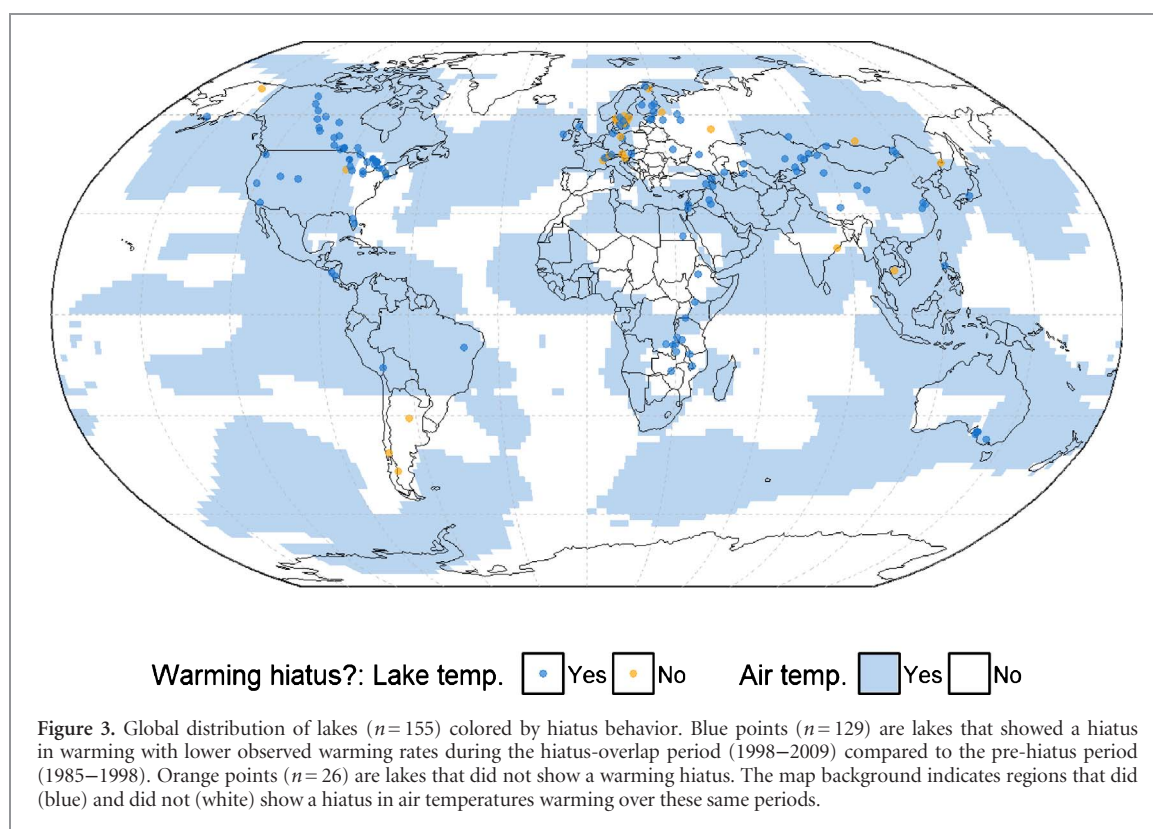 Warming hiatus?: Lake temp. Yes No Air temp. Yes No
Figure 3. Global distribution of lakes (n = 155) colored by hiatus behavior. Blue points (n = 129) are lakes that showed a hiatus
in warming with lower observed warming rates during the hiatus-overlap period (1998–2009) compared to the pre-hiatus period
(1985–1998). Orange points (n = 26) are lakes that did not show a warming hiatus. The map background indicates regions that did
(blue) and did not (white) show a hiatus in air temperatures warming over these same periods.